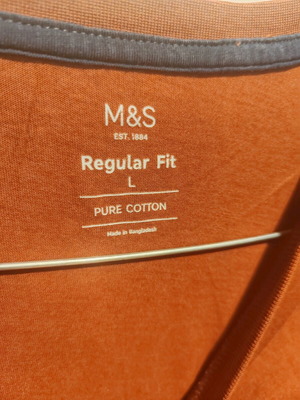 M&S
EST. 1884
Regular Fit
L
PURE COTTON
Made in Bangladesh